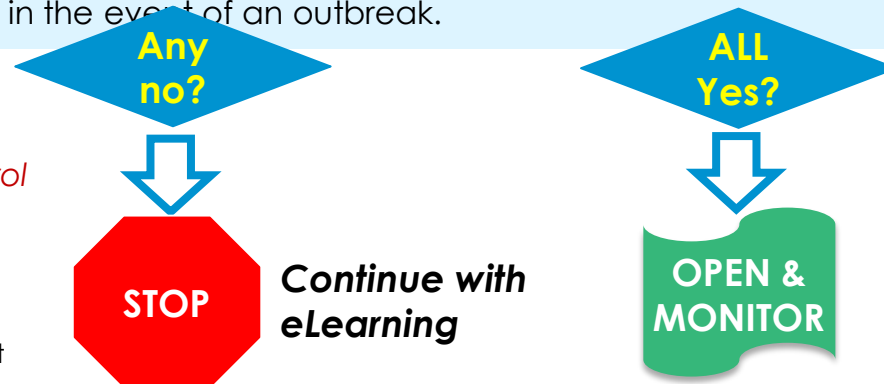 in the event of an outbreak.
Any
no?
ALL
Yes?
STOP
Continue with
eLearning
OPEN &
MONITOR